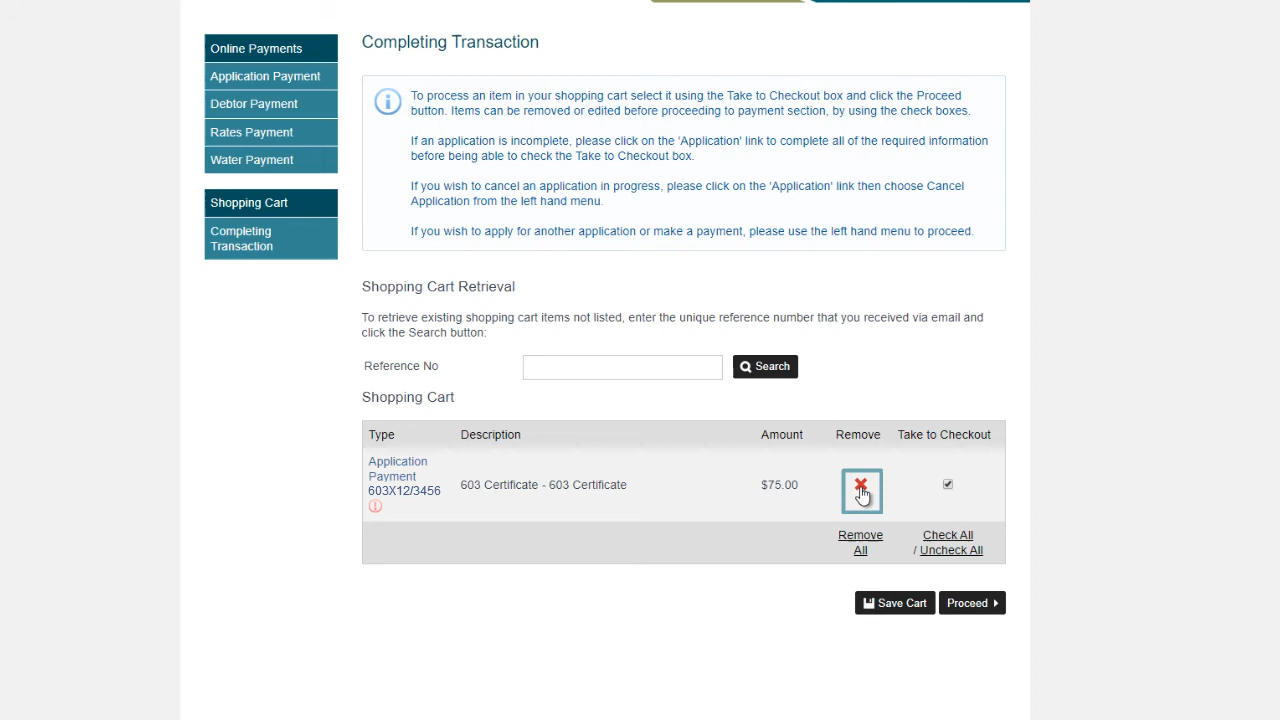 Online Payments
Application Payment
Debtor Payment
Rates Payment
Water Payment
Shopping Cart
Completing
Transaction
Completing Transaction
To process an item in your shopping cart select it using the Take to Checkout box and click the Proceed
button. Items can be removed or edited before proceeding to payment section, by using the check boxes.
If an application is incomplete, please click on the 'Application' link to complete all of the required information
before being able to check the Take to Checkout box.
If you wish to cancel an application in progress, please click on the 'Application' link then choose Cancel
Application from the left hand menu.
If you wish to apply for another application or make a payment, please use the left hand menu to proceed.
Shopping Cart Retrieval
To retrieve existing shopping cart items not listed, enter the unique reference number that you received via email and
click the Search button:
Reference No
Search
Shopping Cart
Type Description Amount Remove Take to Checkout
Application
Payment
603X12/3456
603 Certificate - 603 Certificate $75.00
Remove
All
Check All
/ Uncheck All
Save Cart Proceed